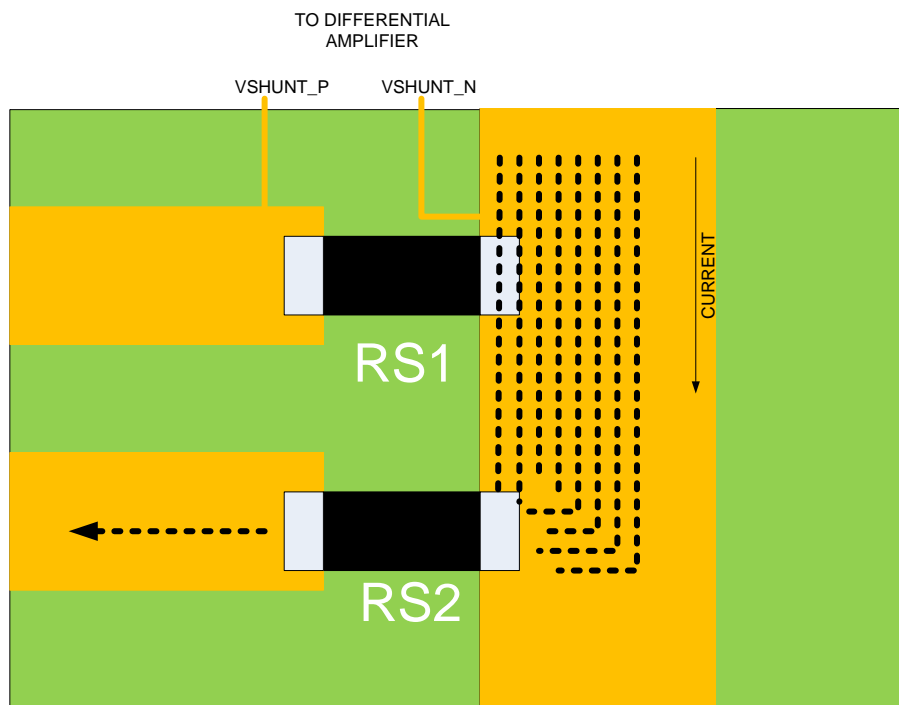 TO DIFFERENTIAL
AMPLIFIER
VSHUNT_P
VSHUNT_N
CURRENT
RS1
RS2